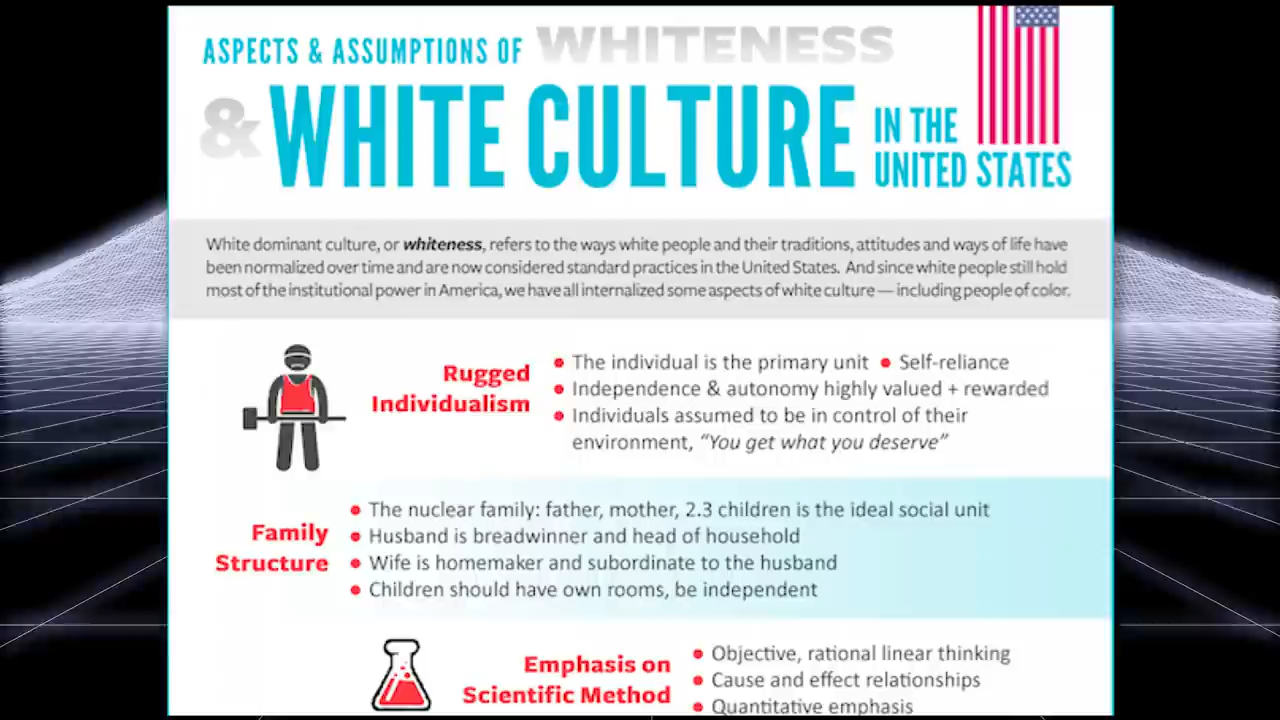 ASPECTS & ASSUMPTIONS OF WHITENESS
& WHITE CULTURE IN THE
UNITED STATES
White dominant culture, or whiteness, refers to the ways white people and their traditions, attitudes and ways of life have
been normalized over time and are now considered standard practices in the United States. And since white people still hold
most of the institutional power in America, we have all internalized some aspects of white culture — including people of color.
Rugged
Individualism
• The individual is the primary unit • Self-reliance
• Independence & autonomy highly valued + rewarded
• Individuals assumed to be in control of their
environment, “You get what you deserve”
Family
Structure
• The nuclear family: father, mother, 2.3 children is the ideal social unit
• Husband is breadwinner and head of household
• Wife is homemaker and subordinate to the husband
• Children should have own rooms, be independent
Emphasis on
Scientific Method
• Objective, rational linear thinking
• Cause and effect relationships
• Quantitative emphasis